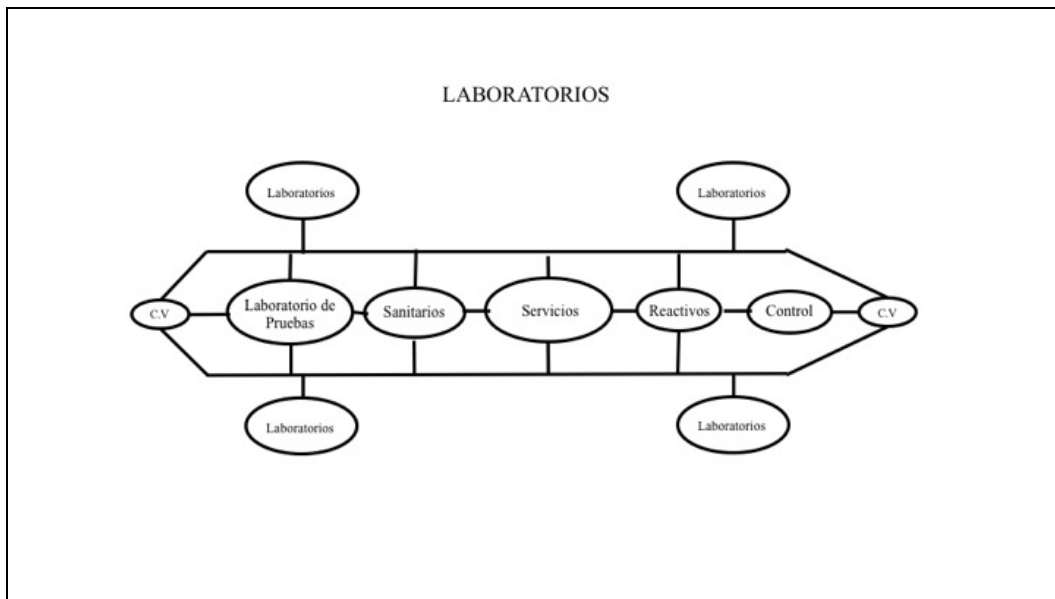 LABORATORIOS
Laboratorios
Laboratorios
C.V
Laboratorio de
Pruebas
Sanitarios
Servicios
Reactivos
Control
C.V
Laboratorios
Laboratorios